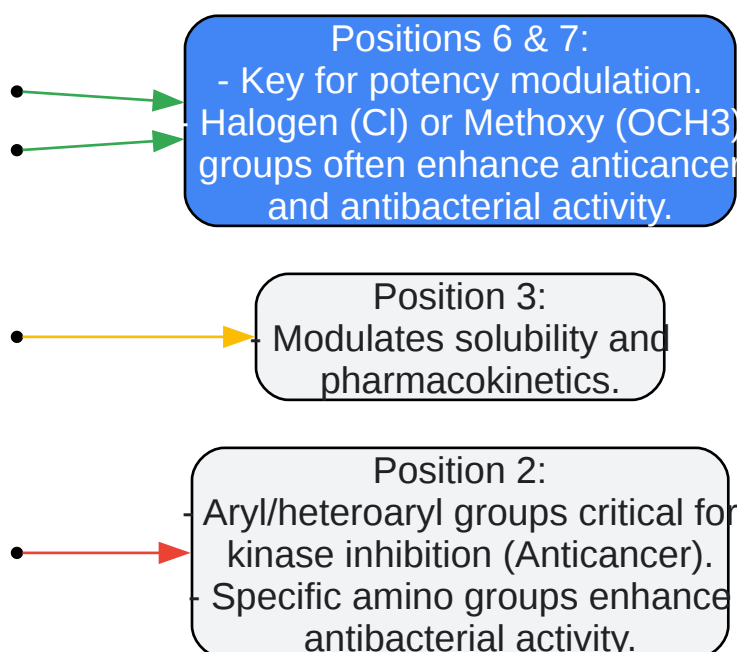 Positions 6 & 7:
- Key for potency modulation.
- Halogen (Cl) or Methoxy (OCH3)
groups often enhance anticancer
and antibacterial activity.
Position 3:
- Modulates solubility and
pharmacokinetics.
Position 2:
- Aryl/heteroaryl groups critical for
kinase inhibition (Anticancer).
- Specific amino groups enhance
antibacterial activity.